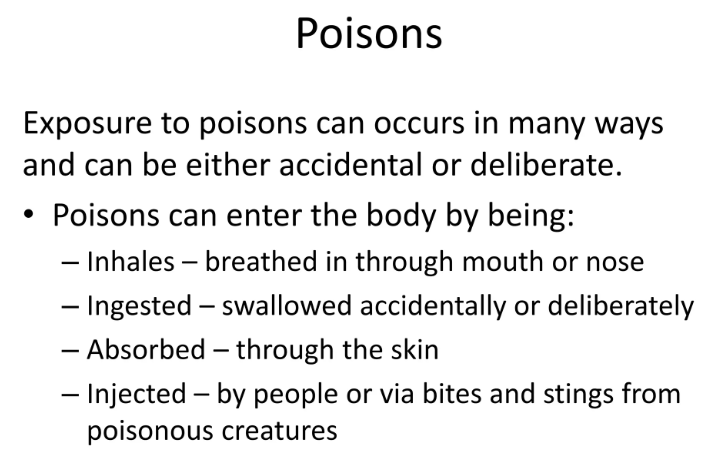 Poisons
Exposure to poisons can occurs in many ways
and can be either accidental or deliberate.
• Poisons can enter the body by being:
– Inhales – breathed in through mouth or nose
– Ingested – swallowed accidentally or deliberately
– Absorbed – through the skin
– Injected – by people or via bites and stings from
poisonous creatures